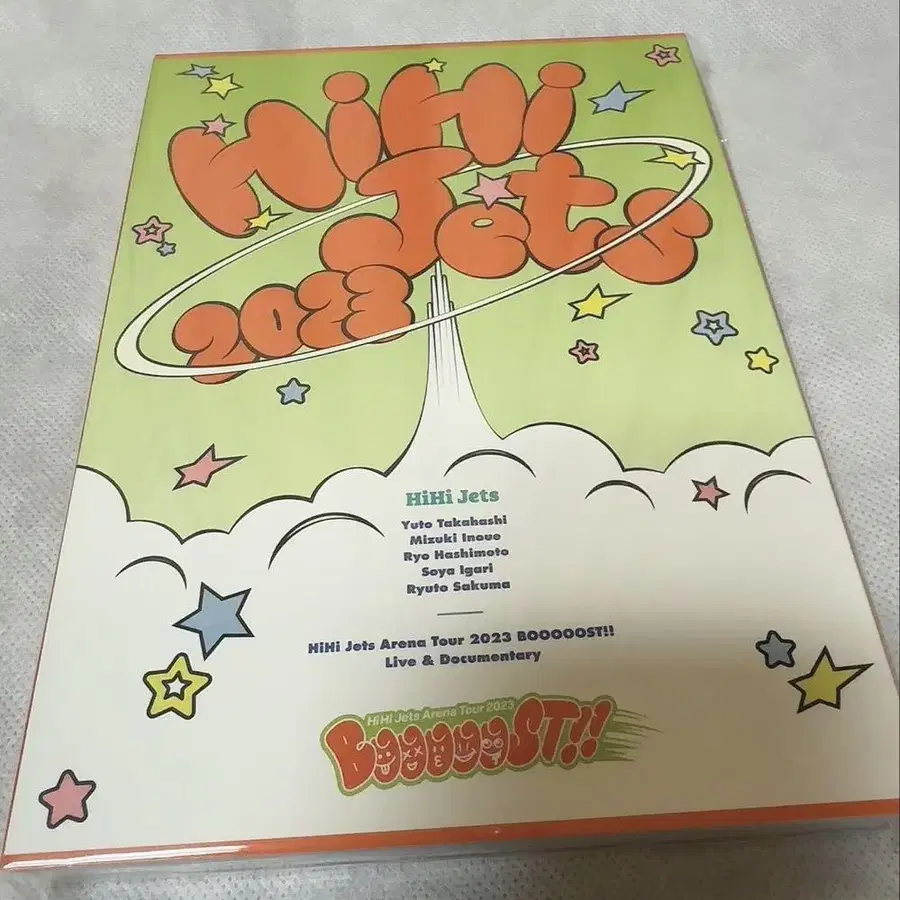 HiHi
Jets
2023
HiHi Jets
Yuto Takahashi
Mizuki Inoue
Ryo Hashimoto
Soya Igari
Ryuto Sakuma
HiHi Jets Arena Tour 2023 BOOOOOST!!
Live & Documentary
HiHi Jets Arena Tour 2023
BOOOOOST!!